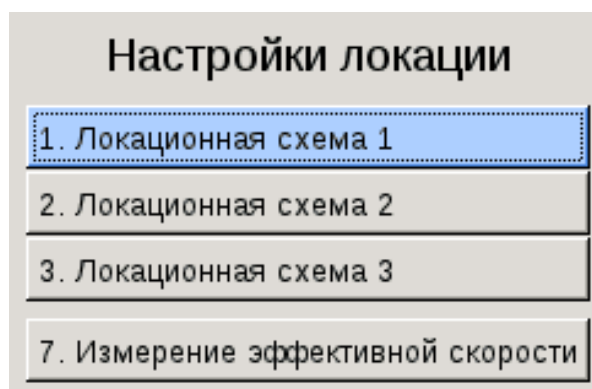 Настройки локации
1. Локационная схема 1
2. Локационная схема 2
3. Локационная схема 3
7. Измерение эффективной скорости